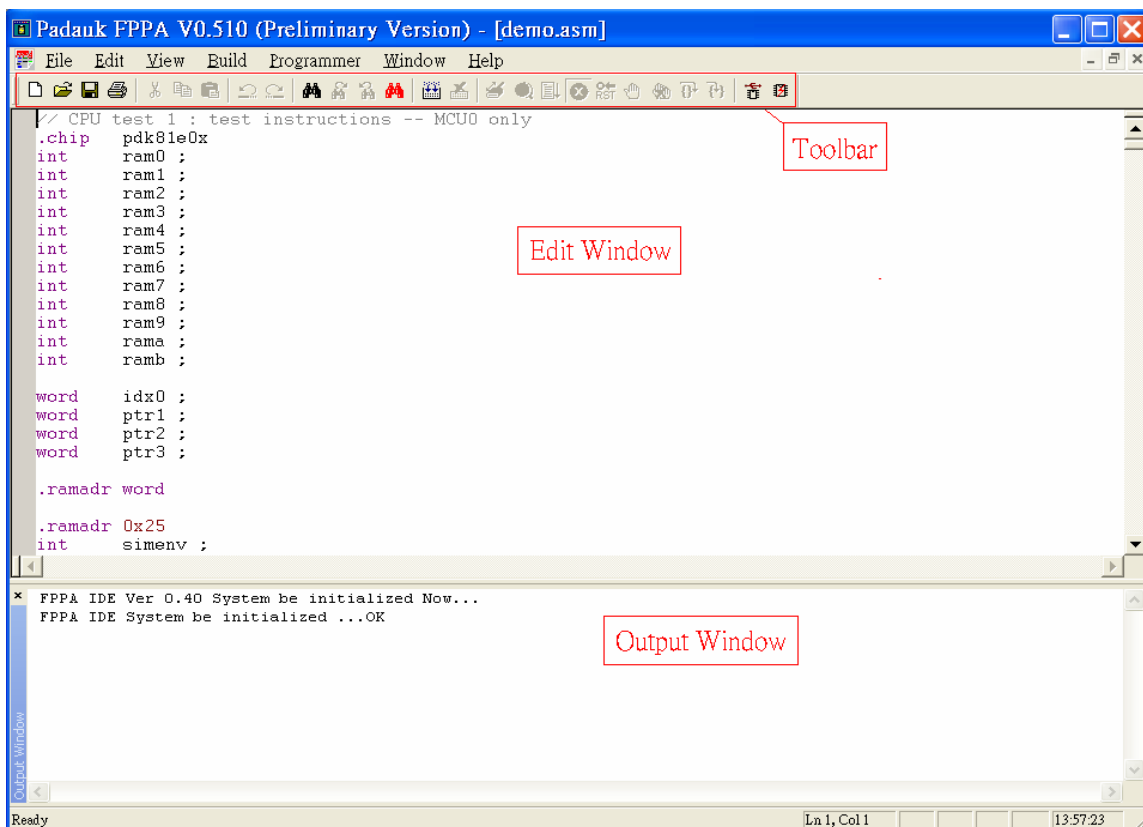 Padauk FPPA V0.510 (Preliminary Version) - [demo.asm]
File Edit View Build Programmer Window Help
Toolbar
// CPU test 1 : test instructions -- MCU0 only
.chip pdk81e0x
int ram0 ;
int ram1 ;
int ram2 ;
int ram3 ;
int ram4 ;
int ram5 ;
int ram6 ;
int ram7 ;
int ram8 ;
int ram9 ;
int rama ;
int ramb ;
word idx0 ;
word ptr1 ;
word ptr2 ;
word ptr3 ;
.ramadr word
.ramadr 0x25
int simenv ;
Edit Window
FPPA IDE Ver 0.40 System be initialized Now...
FPPA IDE System be initialized ...OK
Output Window
Output Window
Ready Ln 1, Col 1 13:57:23